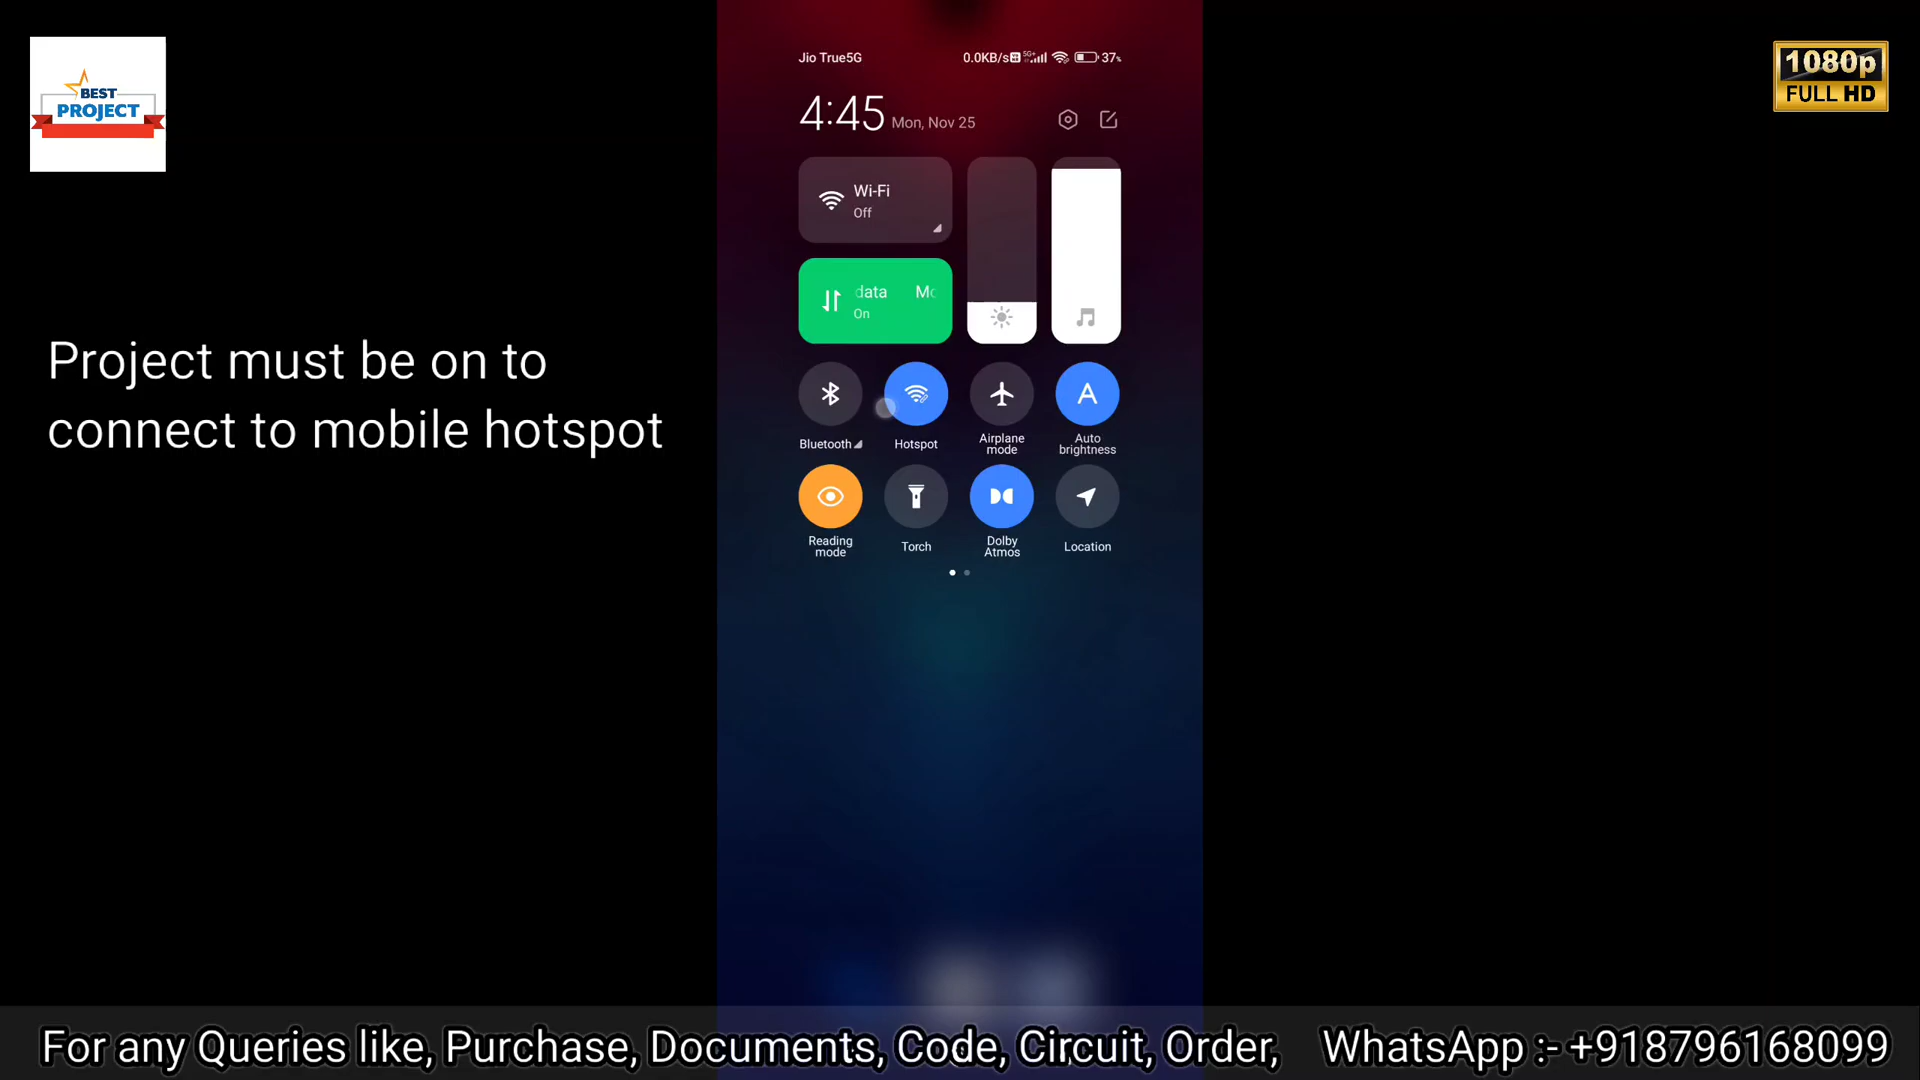 BEST
PROJECT
1080p
FULL HD
Jio True5G
0.0KB/s 5G+ 37%
4:45 Mon, Nov 25
Wi-Fi
Off
data Mo
On
Project must be on to
connect to mobile hotspot
Bluetooth
Hotspot
Airplane
mode
Auto
brightness
Reading
mode
Torch
Dolby
Atmos
Location
For any Queries like, Purchase, Documents, Code, Circuit, Order, WhatsApp :- +918796168099